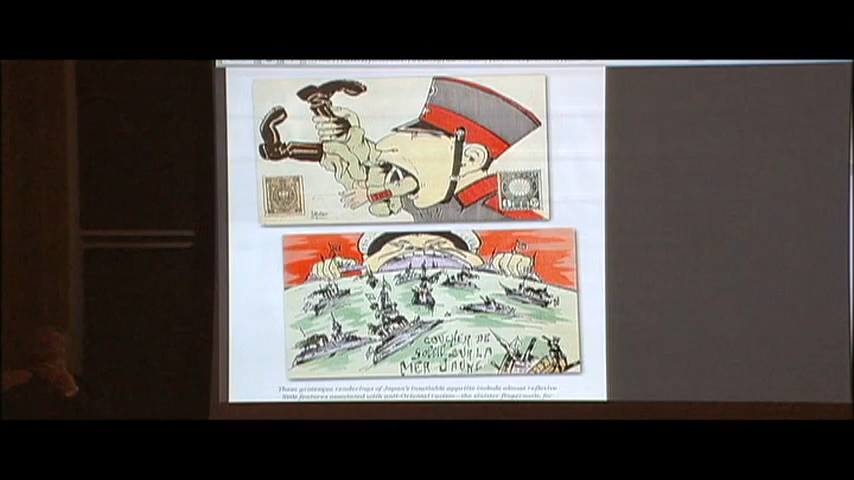 COUCHER DE
SOLEIL SUR LA
MER JAUNE
These grotesque renderings of Japan's insatiable appetite include almost reflexive
little features associated with anti-Oriental racism—the sinister fingernails, for